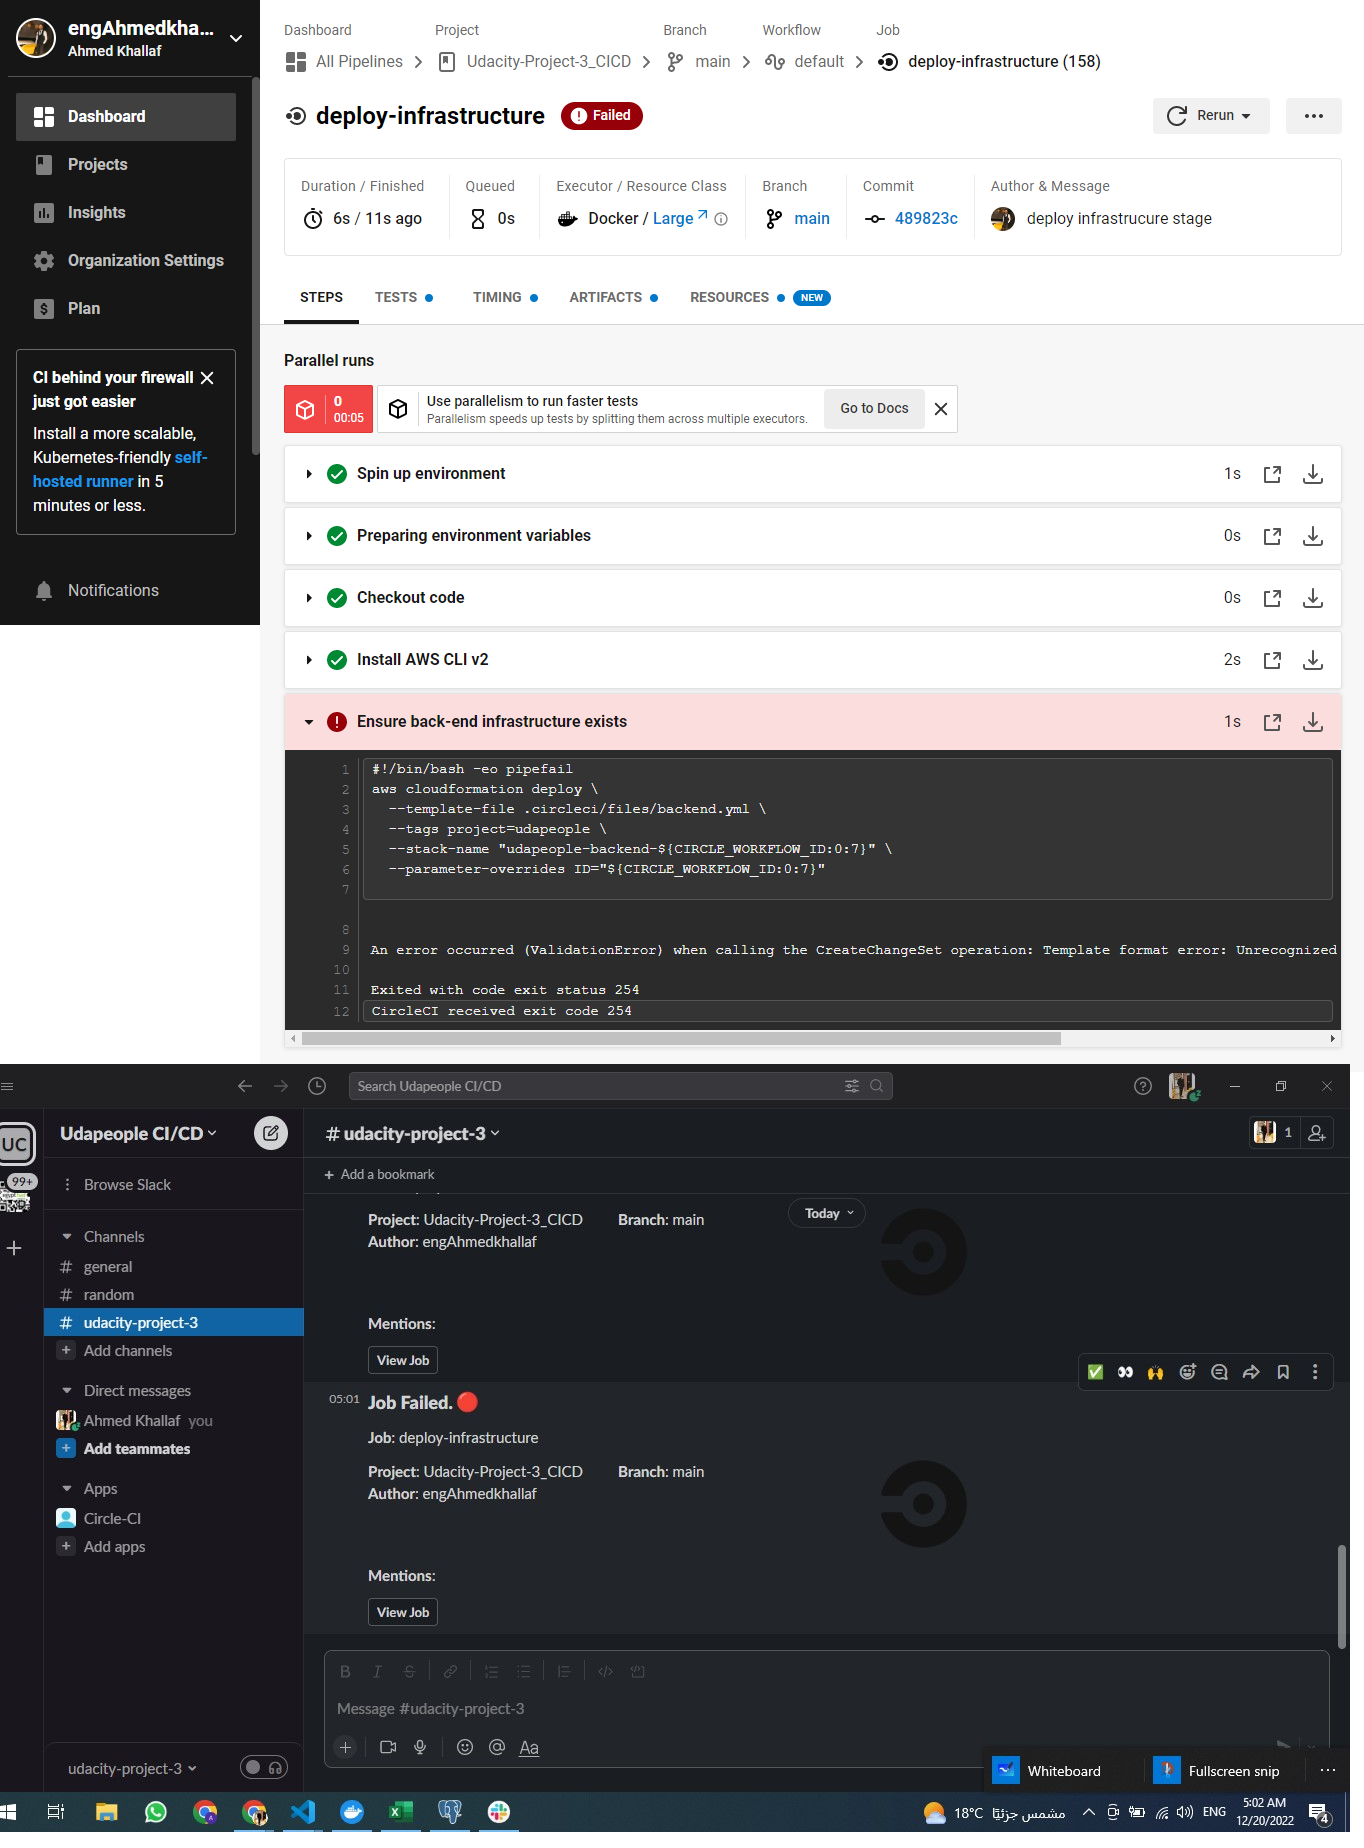 engAhmedkha...
Ahmed Khallaf
Dashboard
Projects
Insights
Organization Settings
Plan
CI behind your firewall
just got easier
Install a more scalable,
Kubernetes-friendly self-
hosted runner in 5
minutes or less.
Notifications
Dashboard Project Branch Workflow Job
All Pipelines Udacity-Project-3_CICD main default deploy-infrastructure (158)
deploy-infrastructure Failed
Rerun
Duration / Finished Queued Executor / Resource Class Branch Commit Author & Message
6s / 11s ago 0s Docker / Large main 489823c deploy infrastrucure stage
STEPS TESTS TIMING ARTIFACTS RESOURCES NEW
Parallel runs
0
00:05
Use parallelism to run faster tests
Parallelism speeds up tests by splitting them across multiple executors.
Go to Docs
Spin up environment 1s
Preparing environment variables 0s
Checkout code 0s
Install AWS CLI v2 2s
Ensure back-end infrastructure exists 1s
1 #!/bin/bash -eo pipefail
2 aws cloudformation deploy \
3 --template-file .circleci/files/backend.yml \
4 --tags project=udapeople \
5 --stack-name "udapeople-backend-${CIRCLE_WORKFLOW_ID:0:7}" \
6 --parameter-overrides ID="${CIRCLE_WORKFLOW_ID:0:7}"
7
8
9 An error occurred (ValidationError) when calling the CreateChangeSet operation: Template format error: Unrecognized
10
11 Exited with code exit status 254
12 CircleCI received exit code 254
Search Udapeople CI/CD
UC
99+
Udapeople CI/CD
Browse Slack
Channels
# general
# random
# udacity-project-3
Add channels
Direct messages
Ahmed Khallaf you
Add teammates
Apps
Circle-CI
Add apps
udacity-project-3
# udacity-project-3
1
Add a bookmark
Today
Project: Udacity-Project-3_CICD Branch: main
Author: engAhmedkhallaf
Mentions:
View Job
05:01 Job Failed.
Job: deploy-infrastructure
Project: Udacity-Project-3_CICD Branch: main
Author: engAhmedkhallaf
Mentions:
View Job
Message #udacity-project-3
Aa
Whiteboard
Fullscreen snip
18°C مشمس جزئيًا
ENG
5:02 AM
12/20/2022
4